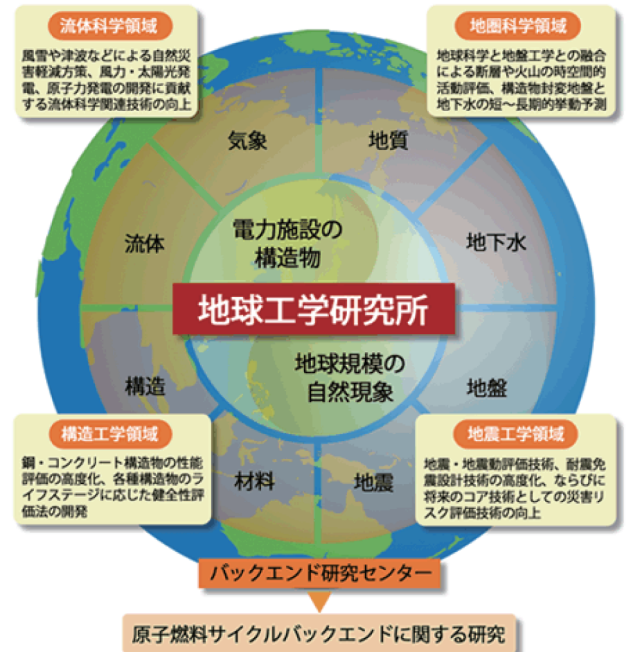 流体科学領域
風雪や津波などによる自然災
害軽減方策、風力・太陽光発
電、原子力発電の開発に貢献
する流体科学関連技術の向上
地圏科学領域
地球科学と地盤工学との融合
による断層や火山の時空間的
活動評価、構造物封変地盤と
地下水の短~長期的挙動予測
気象
地質
流体
電力施設の
構造物
地下水
地球工学研究所
構造
地球規模の
自然現象
地盤
構造工学領域
鋼・コンクリート構造物の性能
評価の高度化、各種構造物のラ
イフステージに応じた健全性評
価法の開発
材料
地震
地震工学領域
地震・地震動評価技術、耐震免
震設計技術の高度化、ならびに
将来のコア技術としての災害リ
スク評価技術の向上
バックエンド研究センター
原子燃料サイクルバックエンドに関する研究